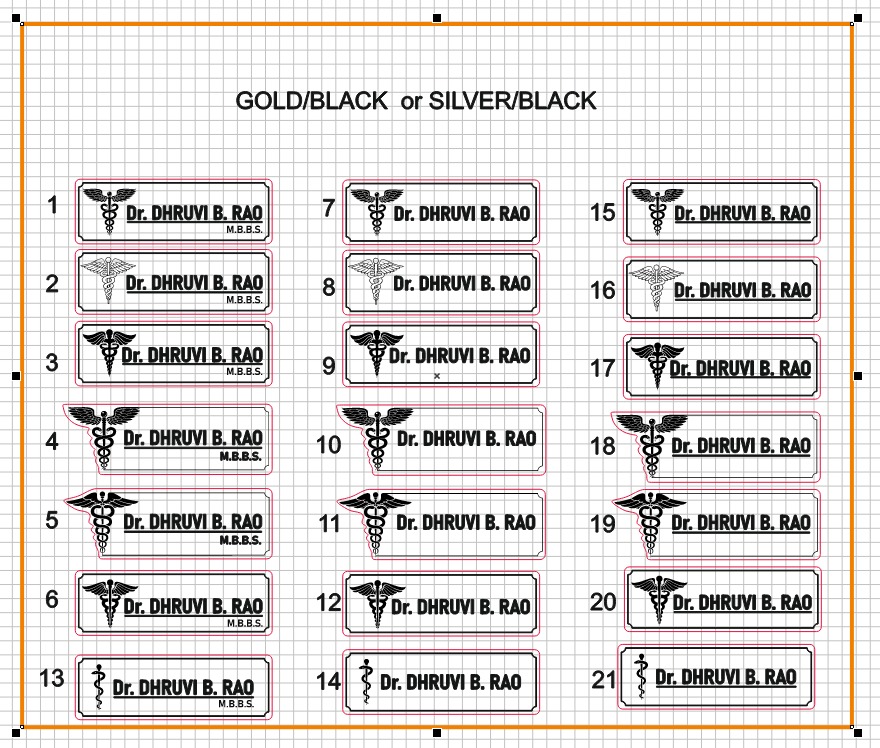 GOLD/BLACK or SILVER/BLACK
1
Dr. DHRUVI B. RAO
M.B.B.S.
2
Dr. DHRUVI B. RAO
M.B.B.S.
3
Dr. DHRUVI B. RAO
M.B.B.S.
4
Dr. DHRUVI B. RAO
M.B.B.S.
5
Dr. DHRUVI B. RAO
M.B.B.S.
6
Dr. DHRUVI B. RAO
M.B.B.S.
13
Dr. DHRUVI B. RAO
M.B.B.S.
7
Dr. DHRUVI B. RAO
8
Dr. DHRUVI B. RAO
9
Dr. DHRUVI B. RAO
10
Dr. DHRUVI B. RAO
11
Dr. DHRUVI B. RAO
12
Dr. DHRUVI B. RAO
14
Dr. DHRUVI B. RAO
15
Dr. DHRUVI B. RAO
16
Dr. DHRUVI B. RAO
17
Dr. DHRUVI B. RAO
18
Dr. DHRUVI B. RAO
19
Dr. DHRUVI B. RAO
20
Dr. DHRUVI B. RAO
21
Dr. DHRUVI B. RAO